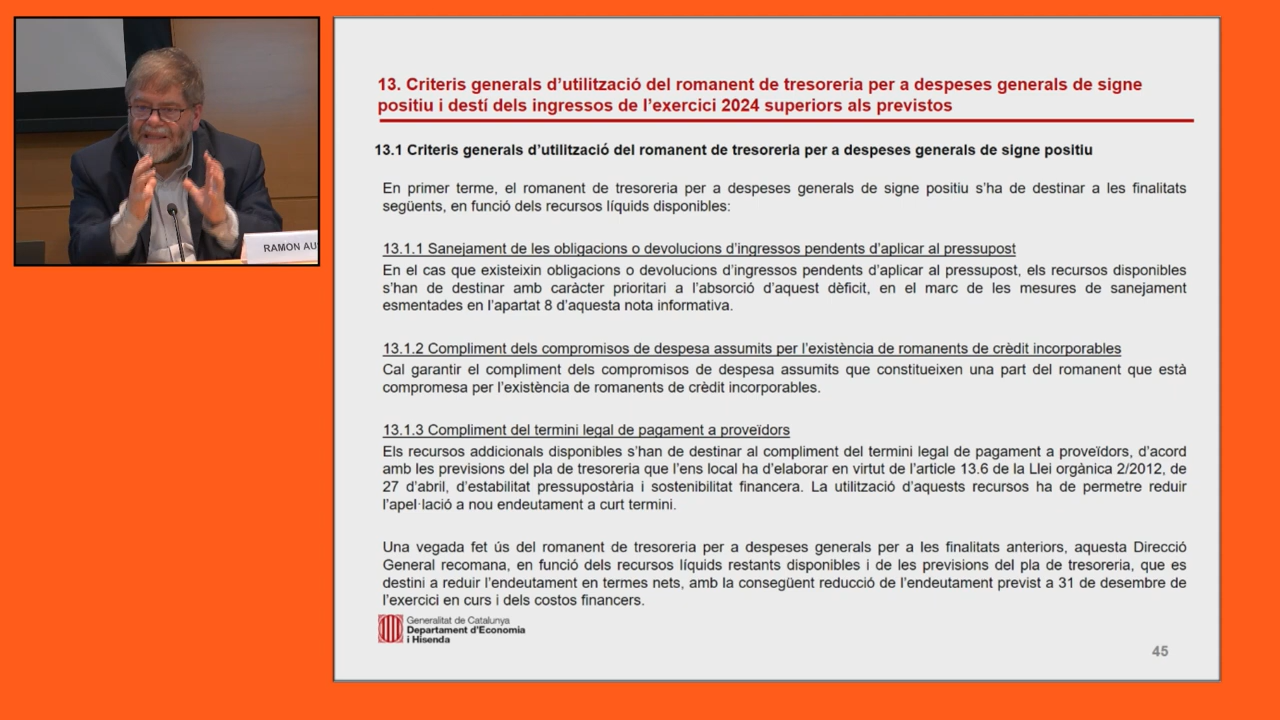 RAMON AU
13. Criteris generals d’utilització del romanent de tresoreria per a despeses generals de signe
positiu i destí dels ingressos de l’exercici 2024 superiors als previstos
13.1 Criteris generals d’utilització del romanent de tresoreria per a despeses generals de signe positiu
En primer terme, el romanent de tresoreria per a despeses generals de signe positiu s’ha de destinar a les finalitats
següents, en funció dels recursos líquids disponibles:
13.1.1 Sanejament de les obligacions o devolucions d’ingressos pendents d’aplicar al pressupost
En el cas que existeixin obligacions o devolucions d’ingressos pendents d’aplicar al pressupost, els recursos disponibles
s’han de destinar amb caràcter prioritari a l’absorció d’aquest dèficit, en el marc de les mesures de sanejament
esmentades en l’apartat 8 d’aquesta nota informativa.
13.1.2 Compliment dels compromisos de despesa assumits per l’existència de romanents de crèdit incorporables
Cal garantir el compliment dels compromisos de despesa assumits que constitueixen una part del romanent que està
compromesa per l’existència de romanents de crèdit incorporables.
13.1.3 Compliment del termini legal de pagament a proveïdors
Els recursos addicionals disponibles s’han de destinar al compliment del termini legal de pagament a proveïdors, d’acord
amb les previsions del pla de tresoreria que l’ens local ha d’elaborar en virtut de l’article 13.6 de la Llei orgànica 2/2012, de
27 d’abril, d’estabilitat pressupostària i sostenibilitat financera. La utilització d’aquests recursos ha de permetre reduir
l’apel·lació a nou endeutament a curt termini.
Una vegada fet ús del romanent de tresoreria per a despeses generals per a les finalitats anteriors, aquesta Direcció
General recomana, en funció dels recursos líquids restants disponibles i de les previsions del pla de tresoreria, que es
destini a reduir l’endeutament en termes nets, amb la consegüent reducció de l’endeutament previst a 31 de desembre de
l’exercici en curs i dels costos financers.
Generalitat de Catalunya
Departament d’Economia
i Hisenda
45